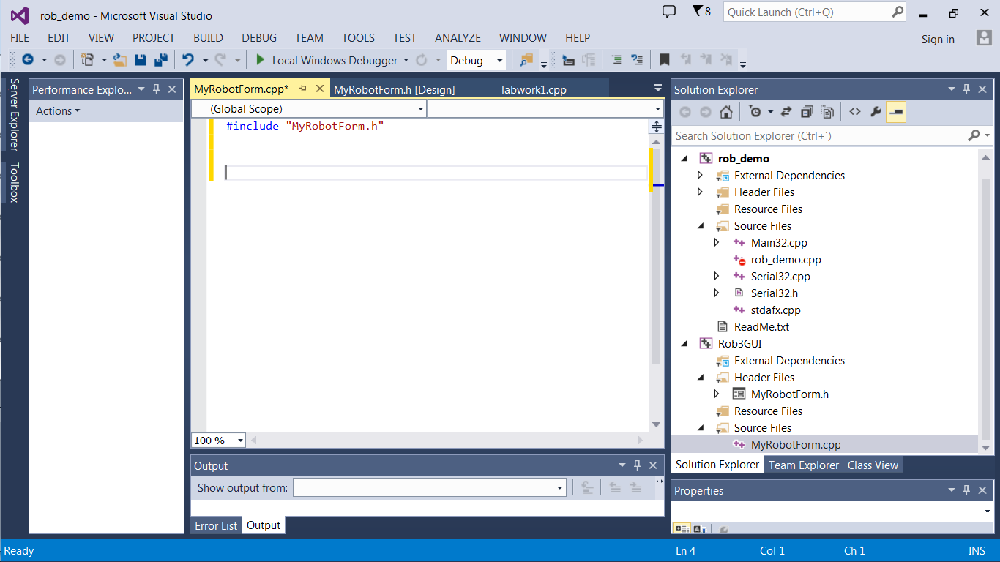 rob_demo - Microsoft Visual Studio
8
Quick Launch (Ctrl+Q)
FILE EDIT VIEW PROJECT BUILD DEBUG TEAM TOOLS TEST ANALYZE WINDOW HELP
Sign in
Local Windows Debugger
Debug
Server Explorer
Toolbox
Performance Explo...
Actions
MyRobotForm.cpp*
MyRobotForm.h [Design]
labwork1.cpp
(Global Scope)
#include "MyRobotForm.h"
100 %
Output
Show output from:
Error List
Output
Solution Explorer
Search Solution Explorer (Ctrl+¨)
rob_demo
External Dependencies
Header Files
Resource Files
Source Files
Main32.cpp
rob_demo.cpp
Serial32.cpp
Serial32.h
stdafx.cpp
ReadMe.txt
Rob3GUI
External Dependencies
Header Files
MyRobotForm.h
Resource Files
Source Files
MyRobotForm.cpp
Solution Explorer
Team Explorer
Class View
Properties
Ready
Ln 4
Col 1
Ch 1
INS